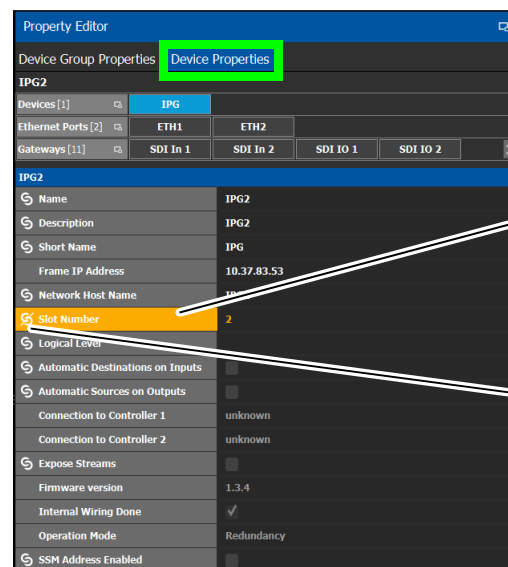 Property Editor
Device Group Properties Device Properties
IPG2
Devices [1] IPG
Ethernet Ports [2] ETH1 ETH2
Gateways [11] SDI In 1 SDI In 2 SDI IO 1 SDI IO 2
IPG2
Name IPG2
Description IPG2
Short Name IPG
Frame IP Address 10.37.83.53
Network Host Name
Slot Number 2
Logical Level
Automatic Destinations on Inputs
Automatic Sources on Outputs
Connection to Controller 1 unknown
Connection to Controller 2 unknown
Expose Streams
Firmware version 1.3.4
Internal Wiring Done
Operation Mode Redundancy
SSM Address Enabled